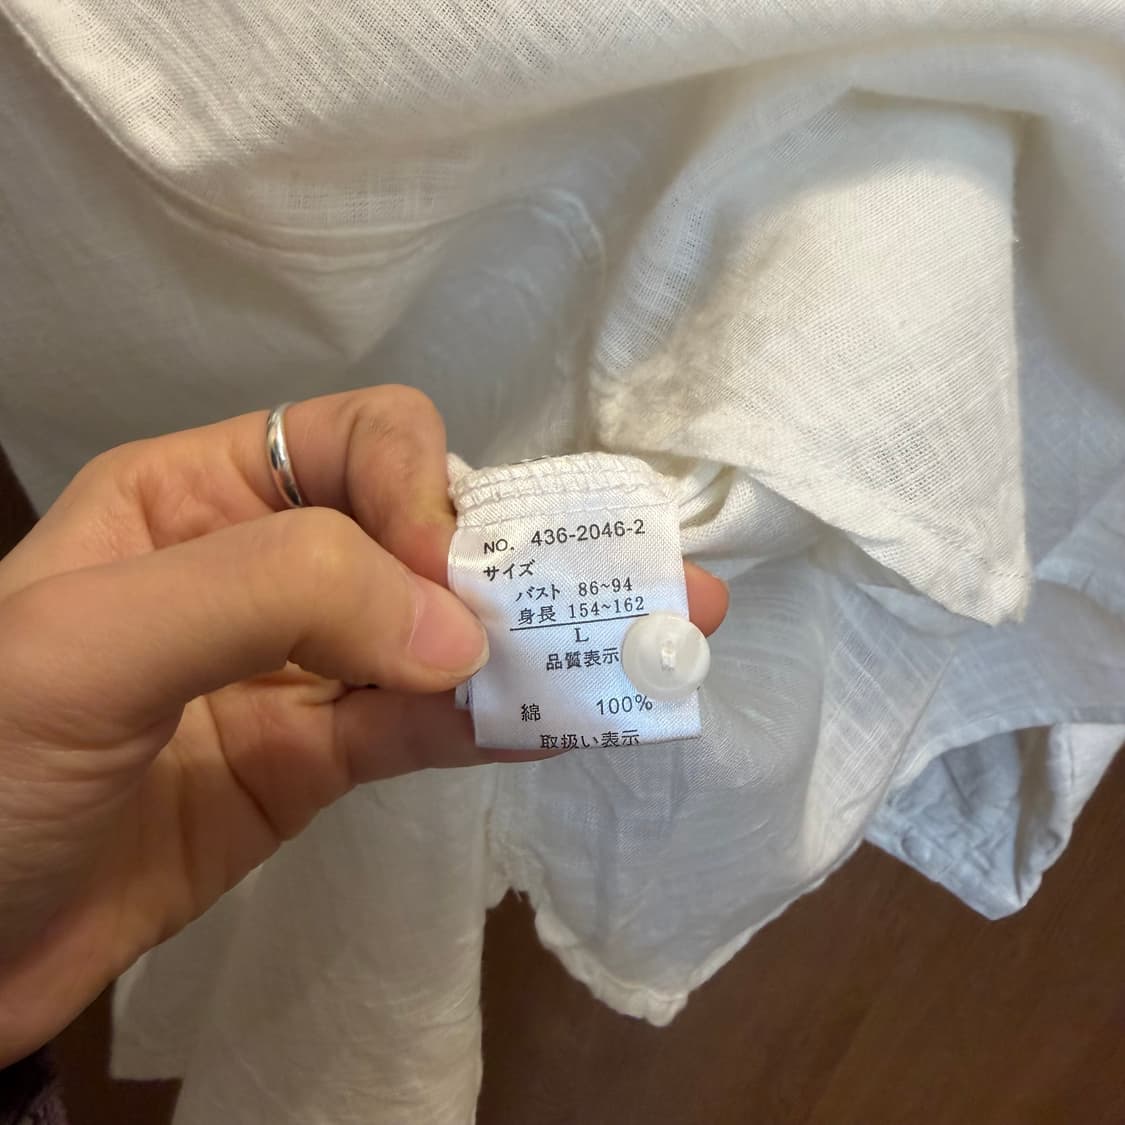 NO. 436-2046-2
サイズ
バスト 86~94
身長 154~162
L
品質表示
綿 100%
取扱い表示